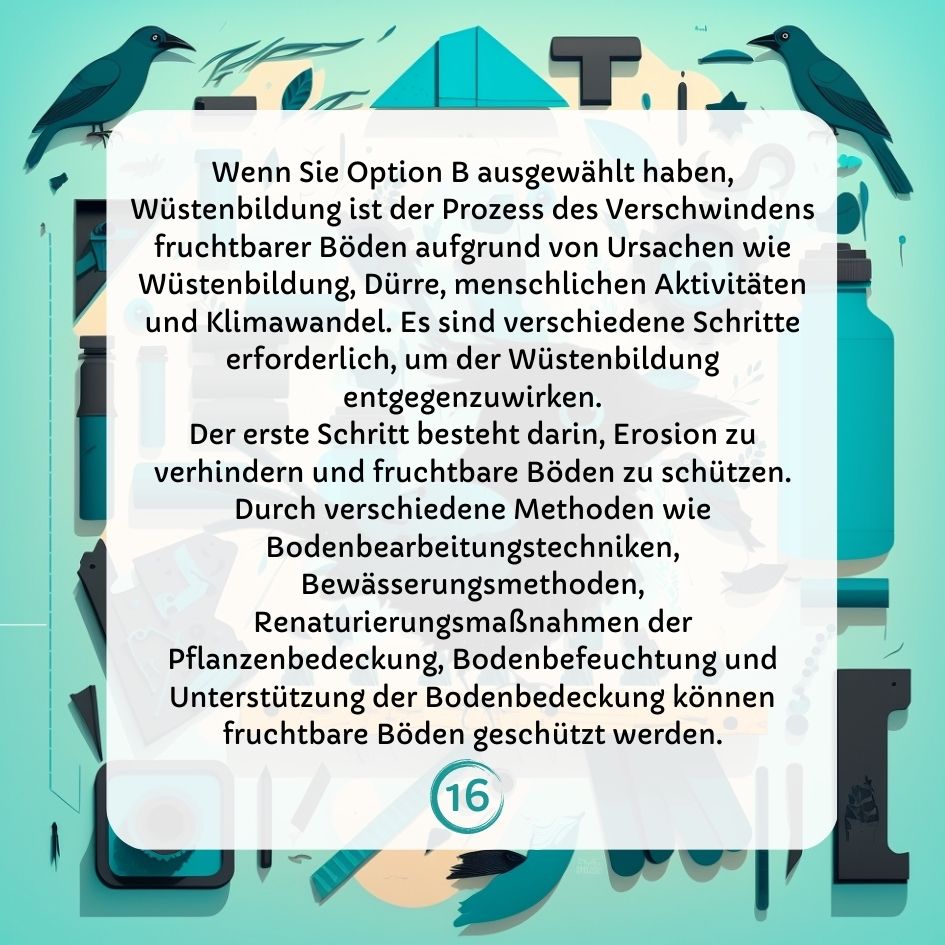 Wenn Sie Option B ausgewählt haben,
Wüstenbildung ist der Prozess des Verschwindens
fruchtbarer Böden aufgrund von Ursachen wie
Wüstenbildung, Dürre, menschlichen Aktivitäten
und Klimawandel. Es sind verschiedene Schritte
erforderlich, um der Wüstenbildung
entgegenzuwirken.
Der erste Schritt besteht darin, Erosion zu
verhindern und fruchtbare Böden zu schützen.
Durch verschiedene Methoden wie
Bodenbearbeitungstechniken,
Bewässerungsmethoden,
Renaturierungsmaßnahmen der
Pflanzenbedeckung, Bodenbefeuchtung und
Unterstützung der Bodenbedeckung können
fruchtbare Böden geschützt werden.
16